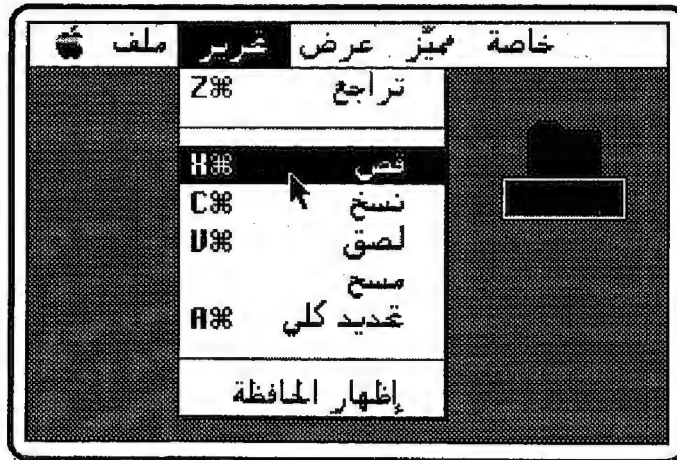 خاصة مميّز عرض تحرير ملف
تراجع ⌘Z
قص ⌘X
نسخ ⌘C
لصق ⌘V
مسح
تحديد كلي ⌘A
إظهار الحافظة